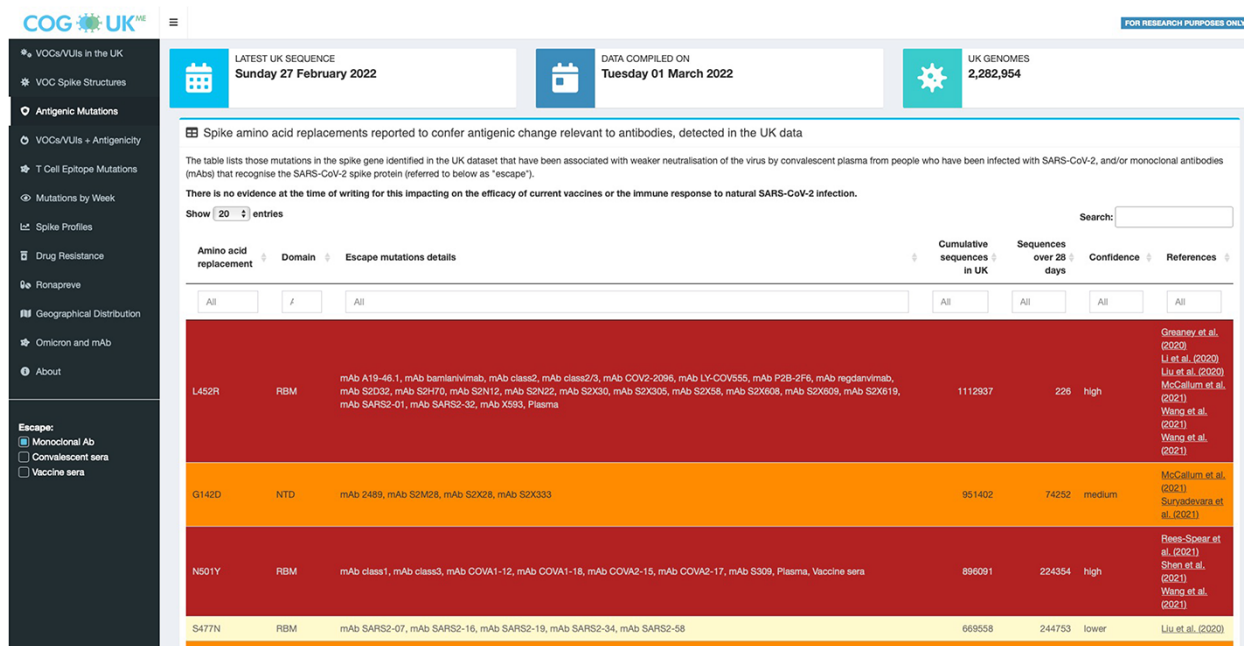 COG UK ME
FOR RESEARCH PURPOSES ONLY
VOCs/VUIs in the UK
VOC Spike Structures
Antigenic Mutations
VOCs/VUIs + Antigenicity
T Cell Epitope Mutations
Mutations by Week
Spike Profiles
Drug Resistance
Ronapreve
Geographical Distribution
Omicron and mAb
About
Escape:
Monoclonal Ab
Convalescent sera
Vaccine sera
LATEST UK SEQUENCE
Sunday 27 February 2022
DATA COMPILED ON
Tuesday 01 March 2022
UK GENOMES
2,282,954
Spike amino acid replacements reported to confer antigenic change relevant to antibodies, detected in the UK data
The table lists those mutations in the spike gene identified in the UK dataset that have been associated with weaker neutralisation of the virus by convalescent plasma from people who have been infected with SARS-CoV-2, and/or monoclonal antibodies
(mAbs) that recognise the SARS-CoV-2 spike protein (referred to below as "escape").
There is no evidence at the time of writing for this impacting on the efficacy of current vaccines or the immune response to natural SARS-CoV-2 infection.
Show 20 entries
Search:
Amino acid
replacement
Domain
Escape mutations details
Cumulative
sequences
in UK
Sequences
over 28
days
Confidence
References
All
All
All
All
All
All
L452R
RBM
mAb A19-46.1, mAb bamlanivimab, mAb class2, mAb class2/3, mAb COV2-2096, mAb LY-COV555, mAb P2B-2F6, mAb regdanvimab,
mAb S2D32, mAb S2H70, mAb S2N12, mAb S2N22, mAb S2X30, mAb S2X305, mAb S2X58, mAb S2X608, mAb S2X609, mAb S2X619,
mAb SARS2-01, mAb SARS2-32, mAb X593, Plasma
1112937
226
high
Greaney et al.
(2020)
Li et al. (2020)
Liu et al. (2020)
McCallum et al.
(2021)
Wang et al.
(2021)
Wang et al.
(2021)
G142D
NTD
mAb 2489, mAb S2M28, mAb S2X28, mAb S2X333
951402
74252
medium
McCallum et al.
(2021)
Suryadevara et
al. (2021)
N501Y
RBM
mAb class1, mAb class3, mAb COVA1-12, mAb COVA1-18, mAb COVA2-15, mAb COVA2-17, mAb S309, Plasma, Vaccine sera
896091
224354
high
Rees-Spear et
al. (2021)
Shen et al.
(2021)
Wang et al.
(2021)
S477N
RBM
mAb SARS2-07, mAb SARS2-16, mAb SARS2-19, mAb SARS2-34, mAb SARS2-58
669558
244753
lower
Liu et al. (2020)